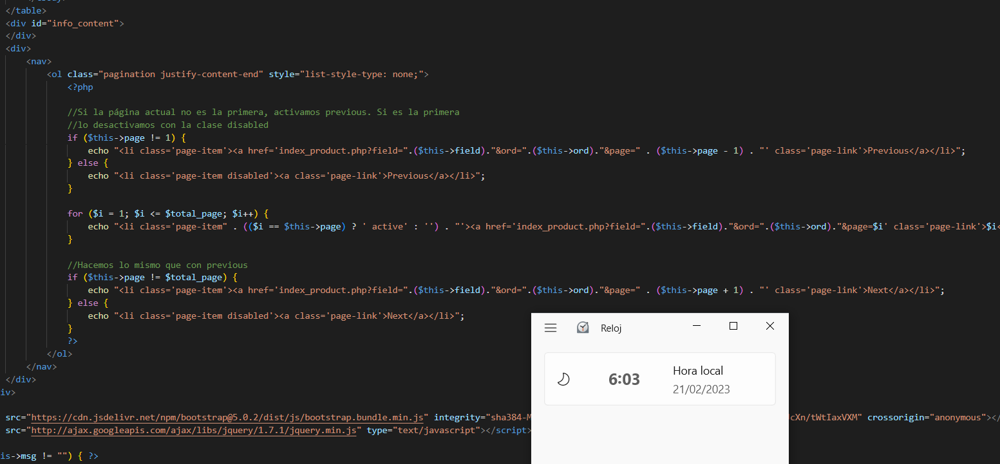 </table>
<div id="info_content">
</div>
<div>
<nav>
<ol class="pagination justify-content-end" style="list-style-type: none;">
<?php
//Si la página actual no es la primera, activamos previous. Si es la primera
//lo desactivamos con la clase disabled
if ($this->page != 1) {
echo "<li class='page-item'><a href='index_product.php?field=".($this->field)."&ord=".($this->ord)."&page=" . ($this->page - 1) . "' class='page-link'>Previous</a></li>";
} else {
echo "<li class='page-item disabled'><a class='page-link'>Previous</a></li>";
}
for ($i = 1; $i <= $total_page; $i++) {
echo "<li class='page-item" . (($i == $this->page) ? ' active' : '') . "'><a href='index_product.php?field=".($this->field)."&ord=".($this->ord)."&page=$i' class='page-link'>$i<
}
//Hacemos lo mismo que con previous
if ($this->page != $total_page) {
echo "<li class='page-item'><a href='index_product.php?field=".($this->field)."&ord=".($this->ord)."&page=" . ($this->page + 1) . "' class='page-link'>Next</a></li>";
} else {
echo "<li class='page-item disabled'><a class='page-link'>Next</a></li>";
}
?>
</ol>
</nav>
</div>
iv>
src="https://cdn.jsdelivr.net/npm/bootstrap@5.0.2/dist/js/bootstrap.bundle.min.js" integrity="sha384-M cXn/tWtIaxVXM" crossorigin="anonymous"></
src="http://ajax.googleapis.com/ajax/libs/jquery/1.7.1/jquery.min.js" type="text/javascript"></script>
is->msg != "") { ?>
Reloj
6:03
Hora local
21/02/2023